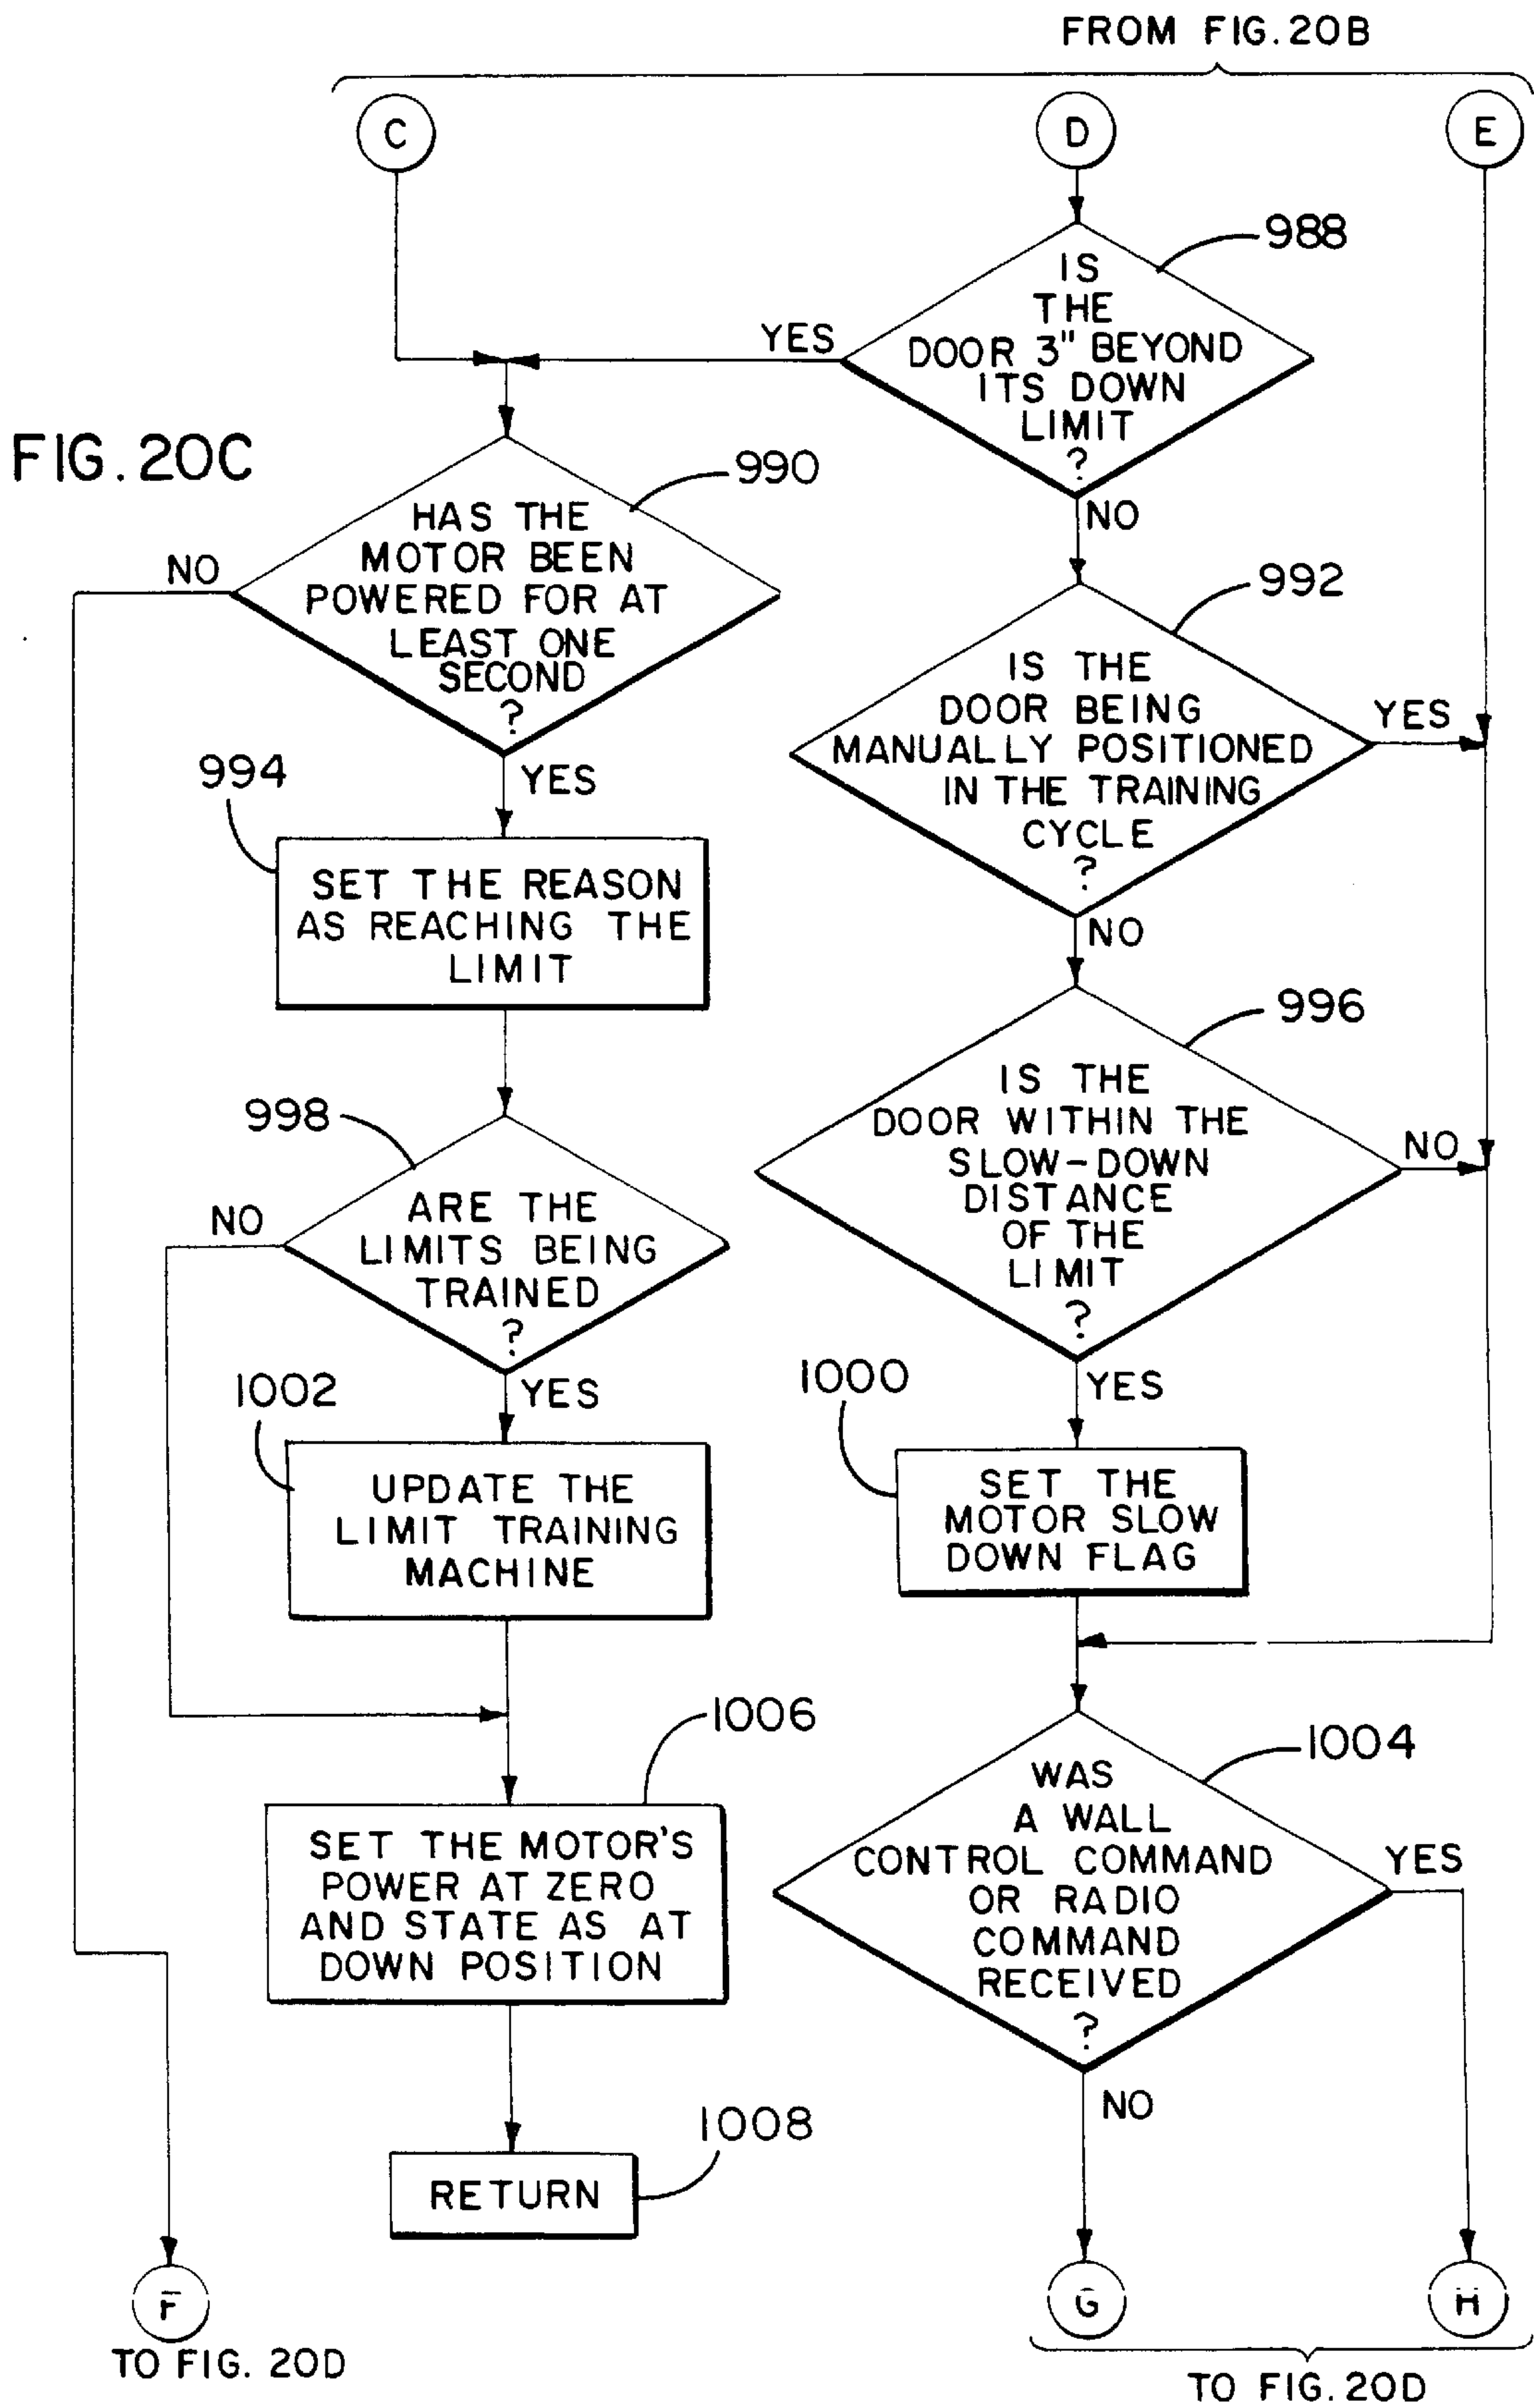 FROM FIG. 20B
C
D
E
988
IS
THE
DOOR 3" BEYOND
ITS DOWN
LIMIT
?
YES
NO
FIG. 20C
990
HAS THE
MOTOR BEEN
POWERED FOR AT
LEAST ONE
SECOND
?
NO
YES
992
IS THE
DOOR BEING
MANUALLY POSITIONED
IN THE TRAINING
CYCLE
?
YES
NO
994
SET THE REASON
AS REACHING THE
LIMIT
996
IS THE
DOOR WITHIN THE
SLOW-DOWN
DISTANCE
OF THE
LIMIT
?
NO
YES
998
ARE THE
LIMITS BEING
TRAINED
?
NO
YES
1000
SET THE
MOTOR SLOW
DOWN FLAG
1002
UPDATE THE
LIMIT TRAINING
MACHINE
1004
WAS
A WALL
CONTROL COMMAND
OR RADIO
COMMAND
RECEIVED
?
YES
NO
1006
SET THE MOTOR'S
POWER AT ZERO
AND STATE AS AT
DOWN POSITION
1008
RETURN
F
TO FIG. 20D
G
H
TO FIG. 20D